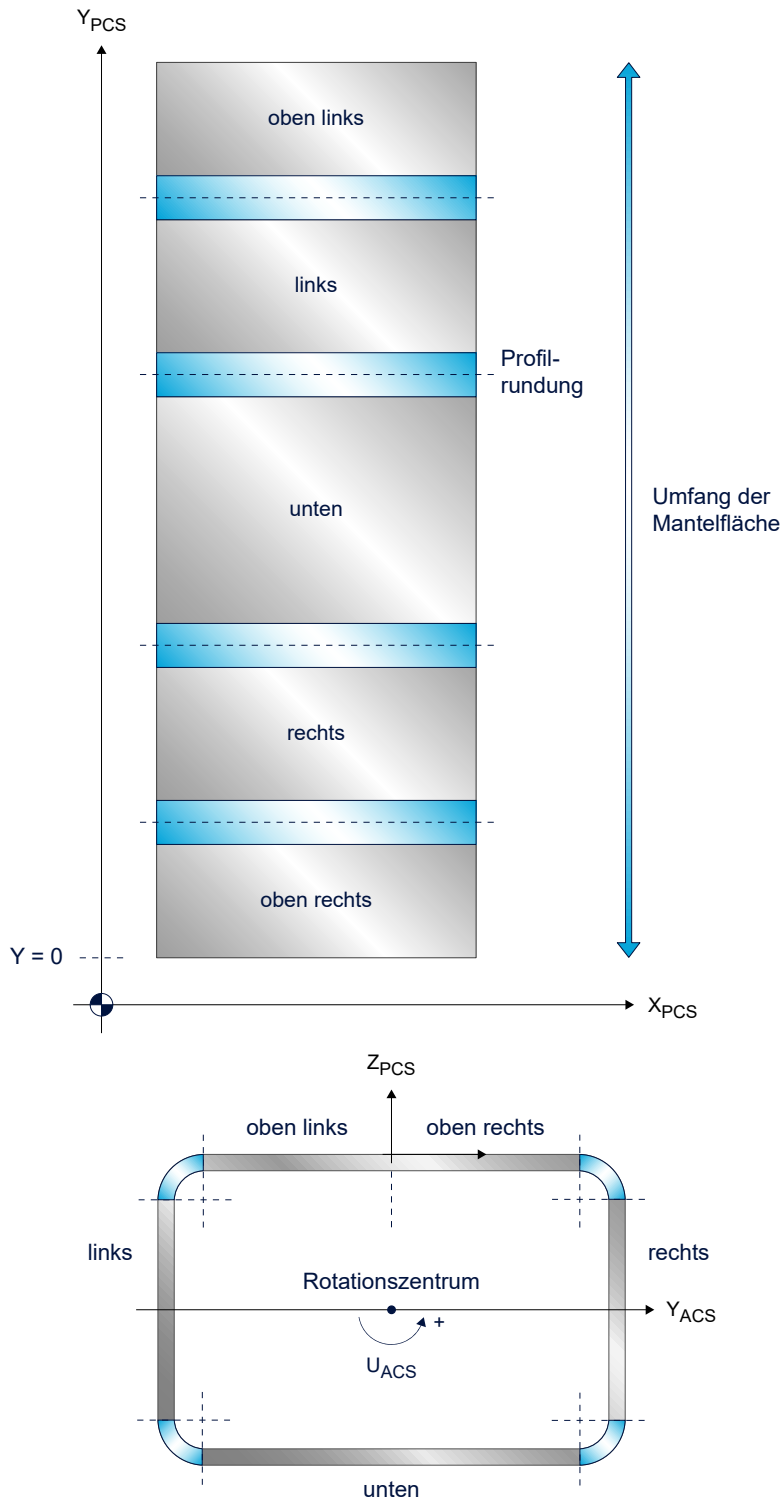 YPCS
oben links
links
Profil-
rundung
unten
Umfang der
Mantelfläche
rechts
oben rechts
Y = 0
XPCS
ZPCS
oben links
oben rechts
links
rechts
Rotationszentrum
YACS
+
UACS
unten